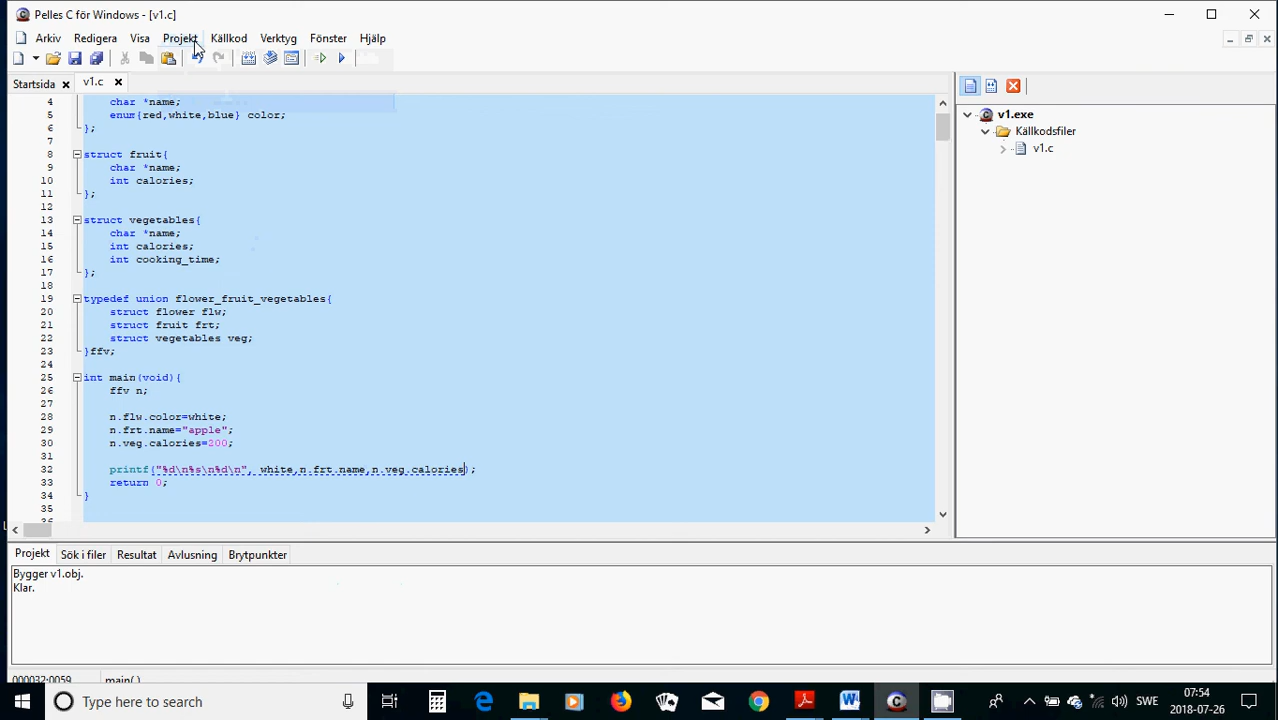 Pelles C för Windows - [v1.c]
Arkiv Redigera Visa Projekt Källkod Verktyg Fönster Hjälp
Startsida v1.c
4 char *name;
5 enum{red,white,blue} color;
6 };
7
8 struct fruit{
9 char *name;
10 int calories;
11 };
12
13 struct vegetables{
14 char *name;
15 int calories;
16 int cooking_time;
17 };
18
19 typedef union flower_fruit_vegetables{
20 struct flower flw;
21 struct fruit frt;
22 struct vegetables veg;
23 }ffv;
24
25 int main(void){
26 ffv n;
27
28 n.flw.color=white;
29 n.frt.name="apple";
30 n.veg.calories=200;
31
32 printf("%d\n%s\n%d\n", white,n.frt.name,n.veg.calories);
33 return 0;
34 }
35
v1.exe
Källkodsfiler
v1.c
Projekt Sök i filer Resultat Avlusning Brytpunkter
Bygger v1.obj.
Klar.
000032:0059 main( )
Type here to search
SWE
07:54
2018-07-26